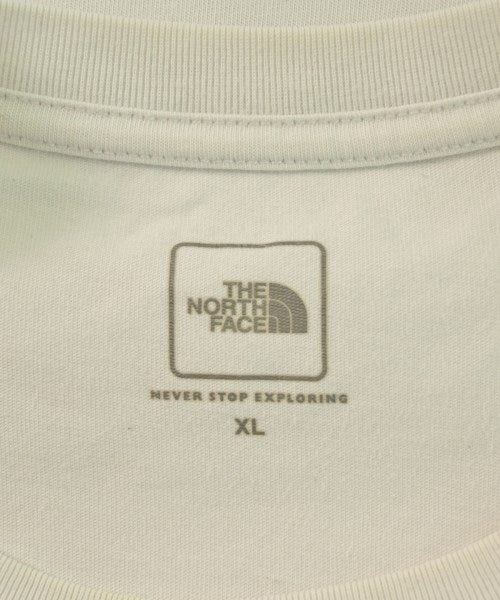 THE
NORTH
FACE
NEVER STOP EXPLORING
XL